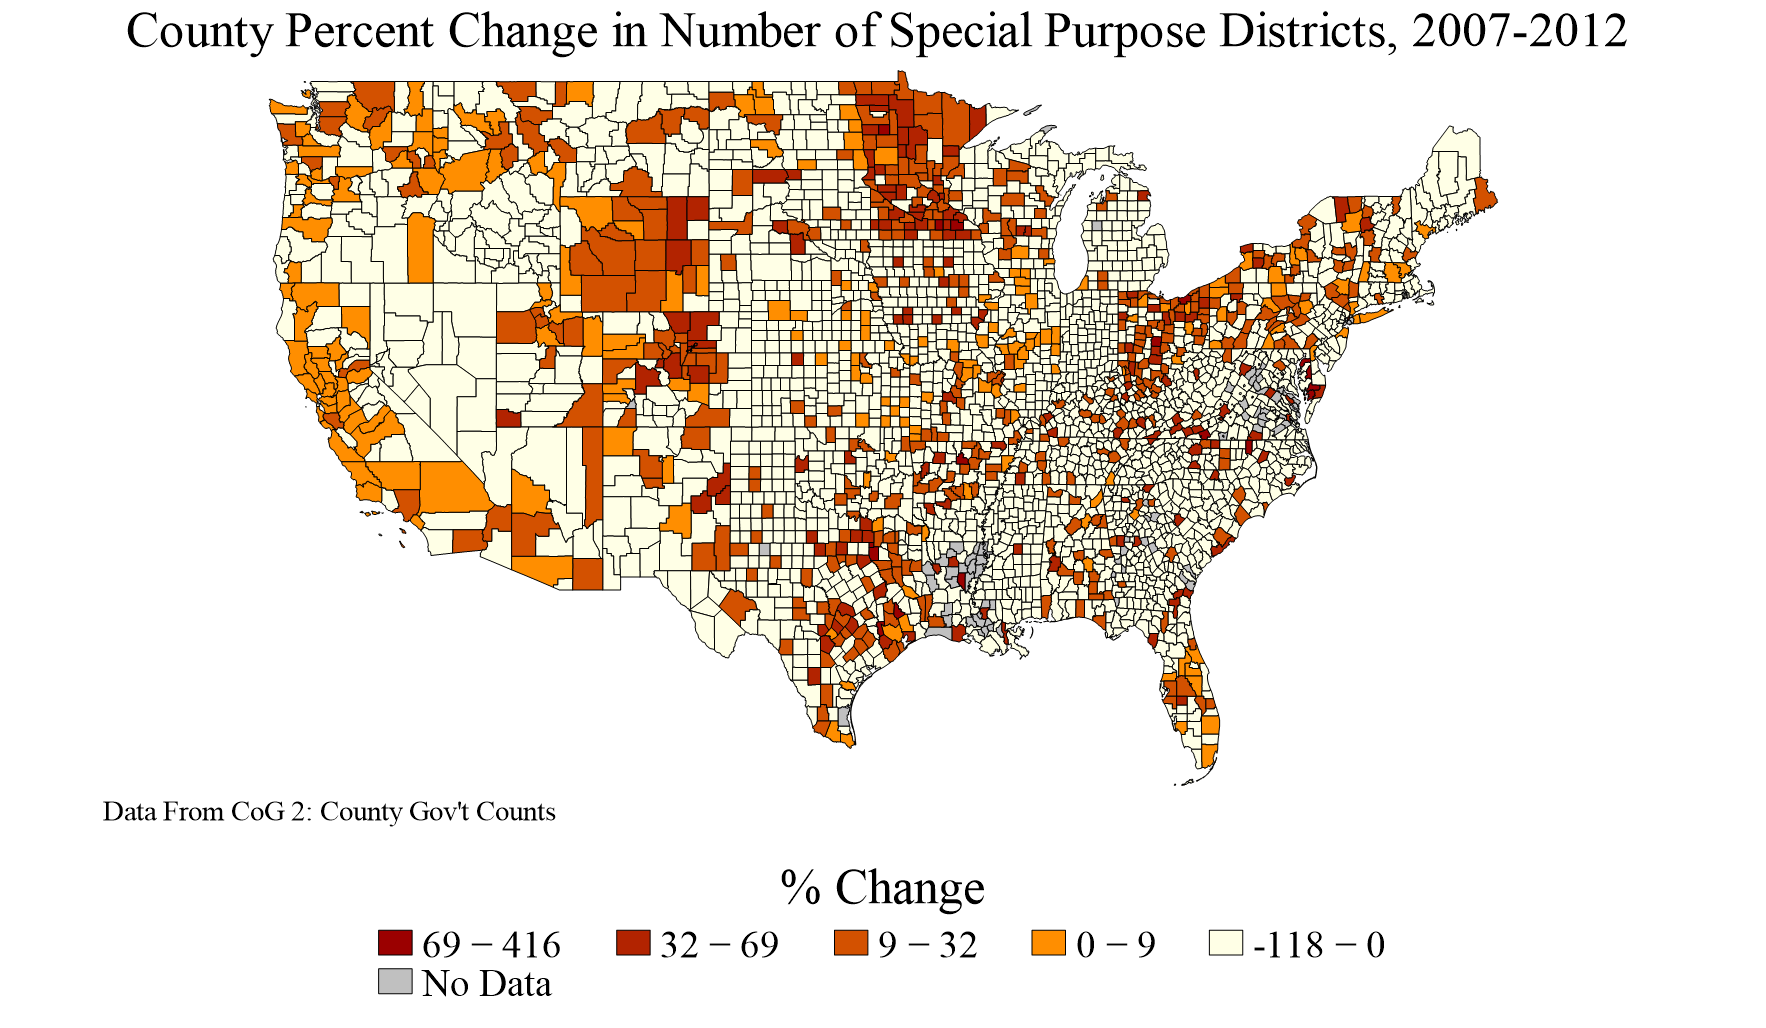 County Percent Change in Number of Special Purpose Districts, 2007-2012
Data From CoG 2: County Gov't Counts
% Change
69 – 416 32 – 69 9 – 32 0 – 9 -118 – 0
No Data